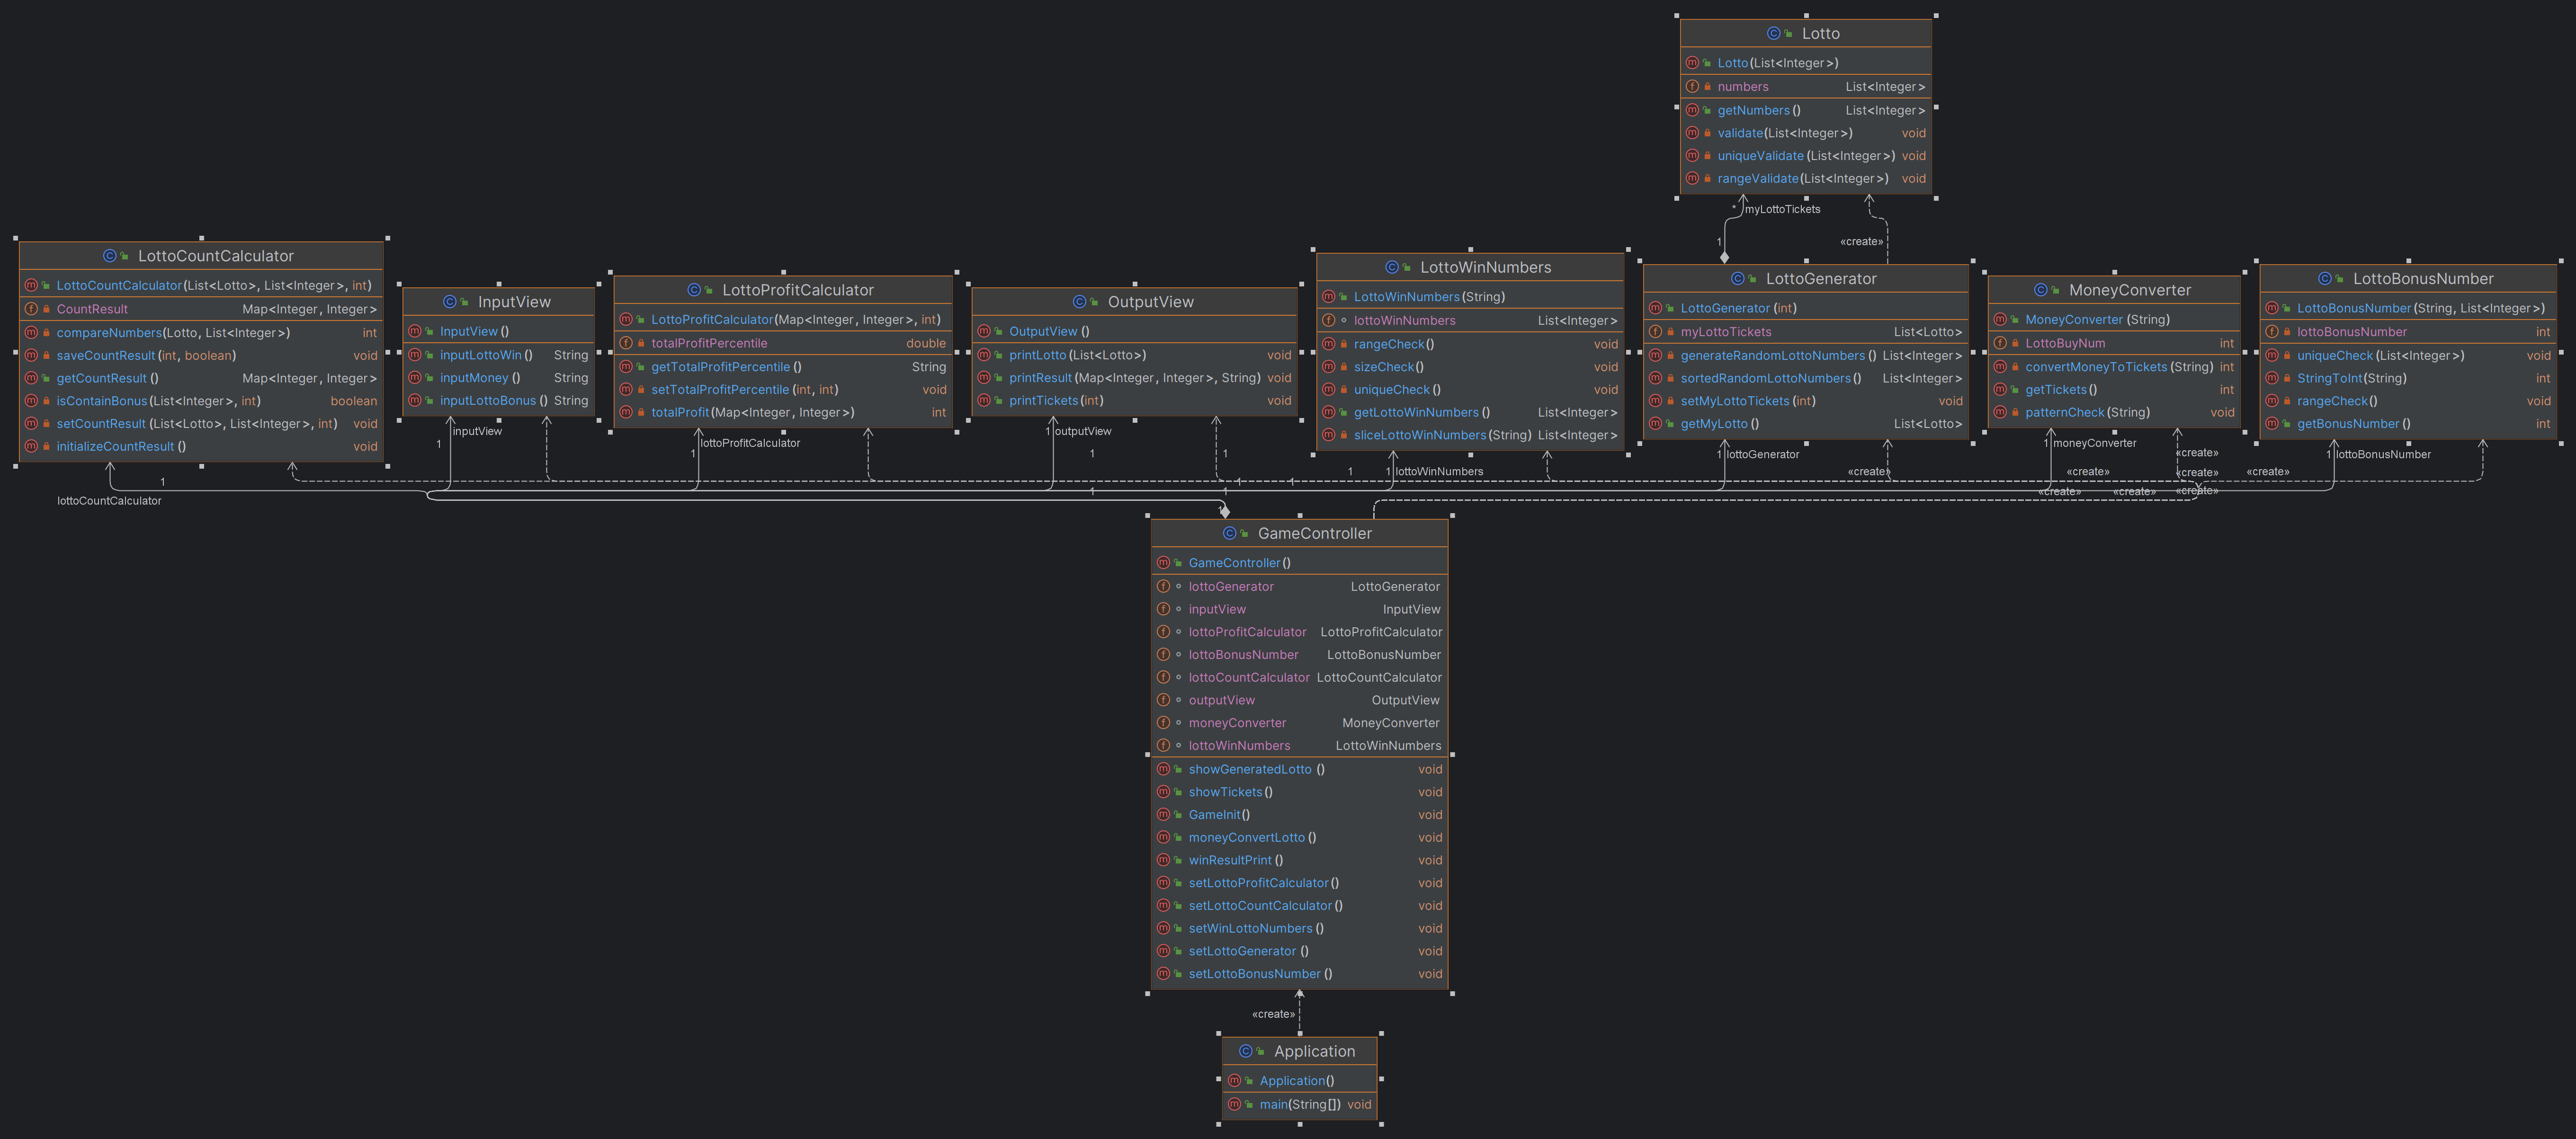 Lotto
Lotto(List<Integer>)
numbers List<Integer>
getNumbers() List<Integer>
validate(List<Integer>) void
uniqueValidate(List<Integer>) void
rangeValidate(List<Integer>) void
* myLottoTickets
1 «create»
LottoCountCalculator
LottoCountCalculator(List<Lotto>, List<Integer>, int)
CountResult Map<Integer, Integer>
compareNumbers(Lotto, List<Integer>) int
saveCountResult(int, boolean) void
getCountResult() Map<Integer, Integer>
isContainBonus(List<Integer>, int) boolean
setCountResult(List<Lotto>, List<Integer>, int) void
initializeCountResult() void
InputView
InputView()
inputLottoWin() String
inputMoney() String
inputLottoBonus() String
LottoProfitCalculator
LottoProfitCalculator(Map<Integer, Integer>, int)
totalProfitPercentile double
getTotalProfitPercentile() String
setTotalProfitPercentile(int, int) void
totalProfit(Map<Integer, Integer>) int
OutputView
OutputView()
printLotto(List<Lotto>) void
printResult(Map<Integer, Integer>, String) void
printTickets(int) void
LottoWinNumbers
LottoWinNumbers(String)
lottoWinNumbers List<Integer>
rangeCheck() void
sizeCheck() void
uniqueCheck() void
getLottoWinNumbers() List<Integer>
sliceLottoWinNumbers(String) List<Integer>
LottoGenerator
LottoGenerator(int)
myLottoTickets List<Lotto>
generateRandomLottoNumbers() List<Integer>
sortedRandomLottoNumbers() List<Integer>
setMyLottoTickets(int) void
getMyLotto() List<Lotto>
MoneyConverter
MoneyConverter(String)
LottoBuyNum int
convertMoneyToTickets(String) int
getTickets() int
patternCheck(String) void
LottoBonusNumber
LottoBonusNumber(String, List<Integer>)
lottoBonusNumber int
uniqueCheck(List<Integer>) void
StringToInt(String) int
rangeCheck() void
getBonusNumber() int
1 inputView
1 lottoProfitCalculator
1 outputView
1
1
1
1 lottoWinNumbers
1 lottoGenerator
«create»
1 moneyConverter
«create»
«create»
«create»
1 lottoBonusNumber
«create»
1
lottoCountCalculator
1
1
1
1
1
«create»
«create»
«create»
GameController
GameController()
lottoGenerator LottoGenerator
inputView InputView
lottoProfitCalculator LottoProfitCalculator
lottoBonusNumber LottoBonusNumber
lottoCountCalculator LottoCountCalculator
outputView OutputView
moneyConverter MoneyConverter
lottoWinNumbers LottoWinNumbers
showGeneratedLotto() void
showTickets() void
GameInit() void
moneyConvertLotto() void
winResultPrint() void
setLottoProfitCalculator() void
setLottoCountCalculator() void
setWinLottoNumbers() void
setLottoGenerator() void
setLottoBonusNumber() void
«create»
Application
Application()
main(String[]) void